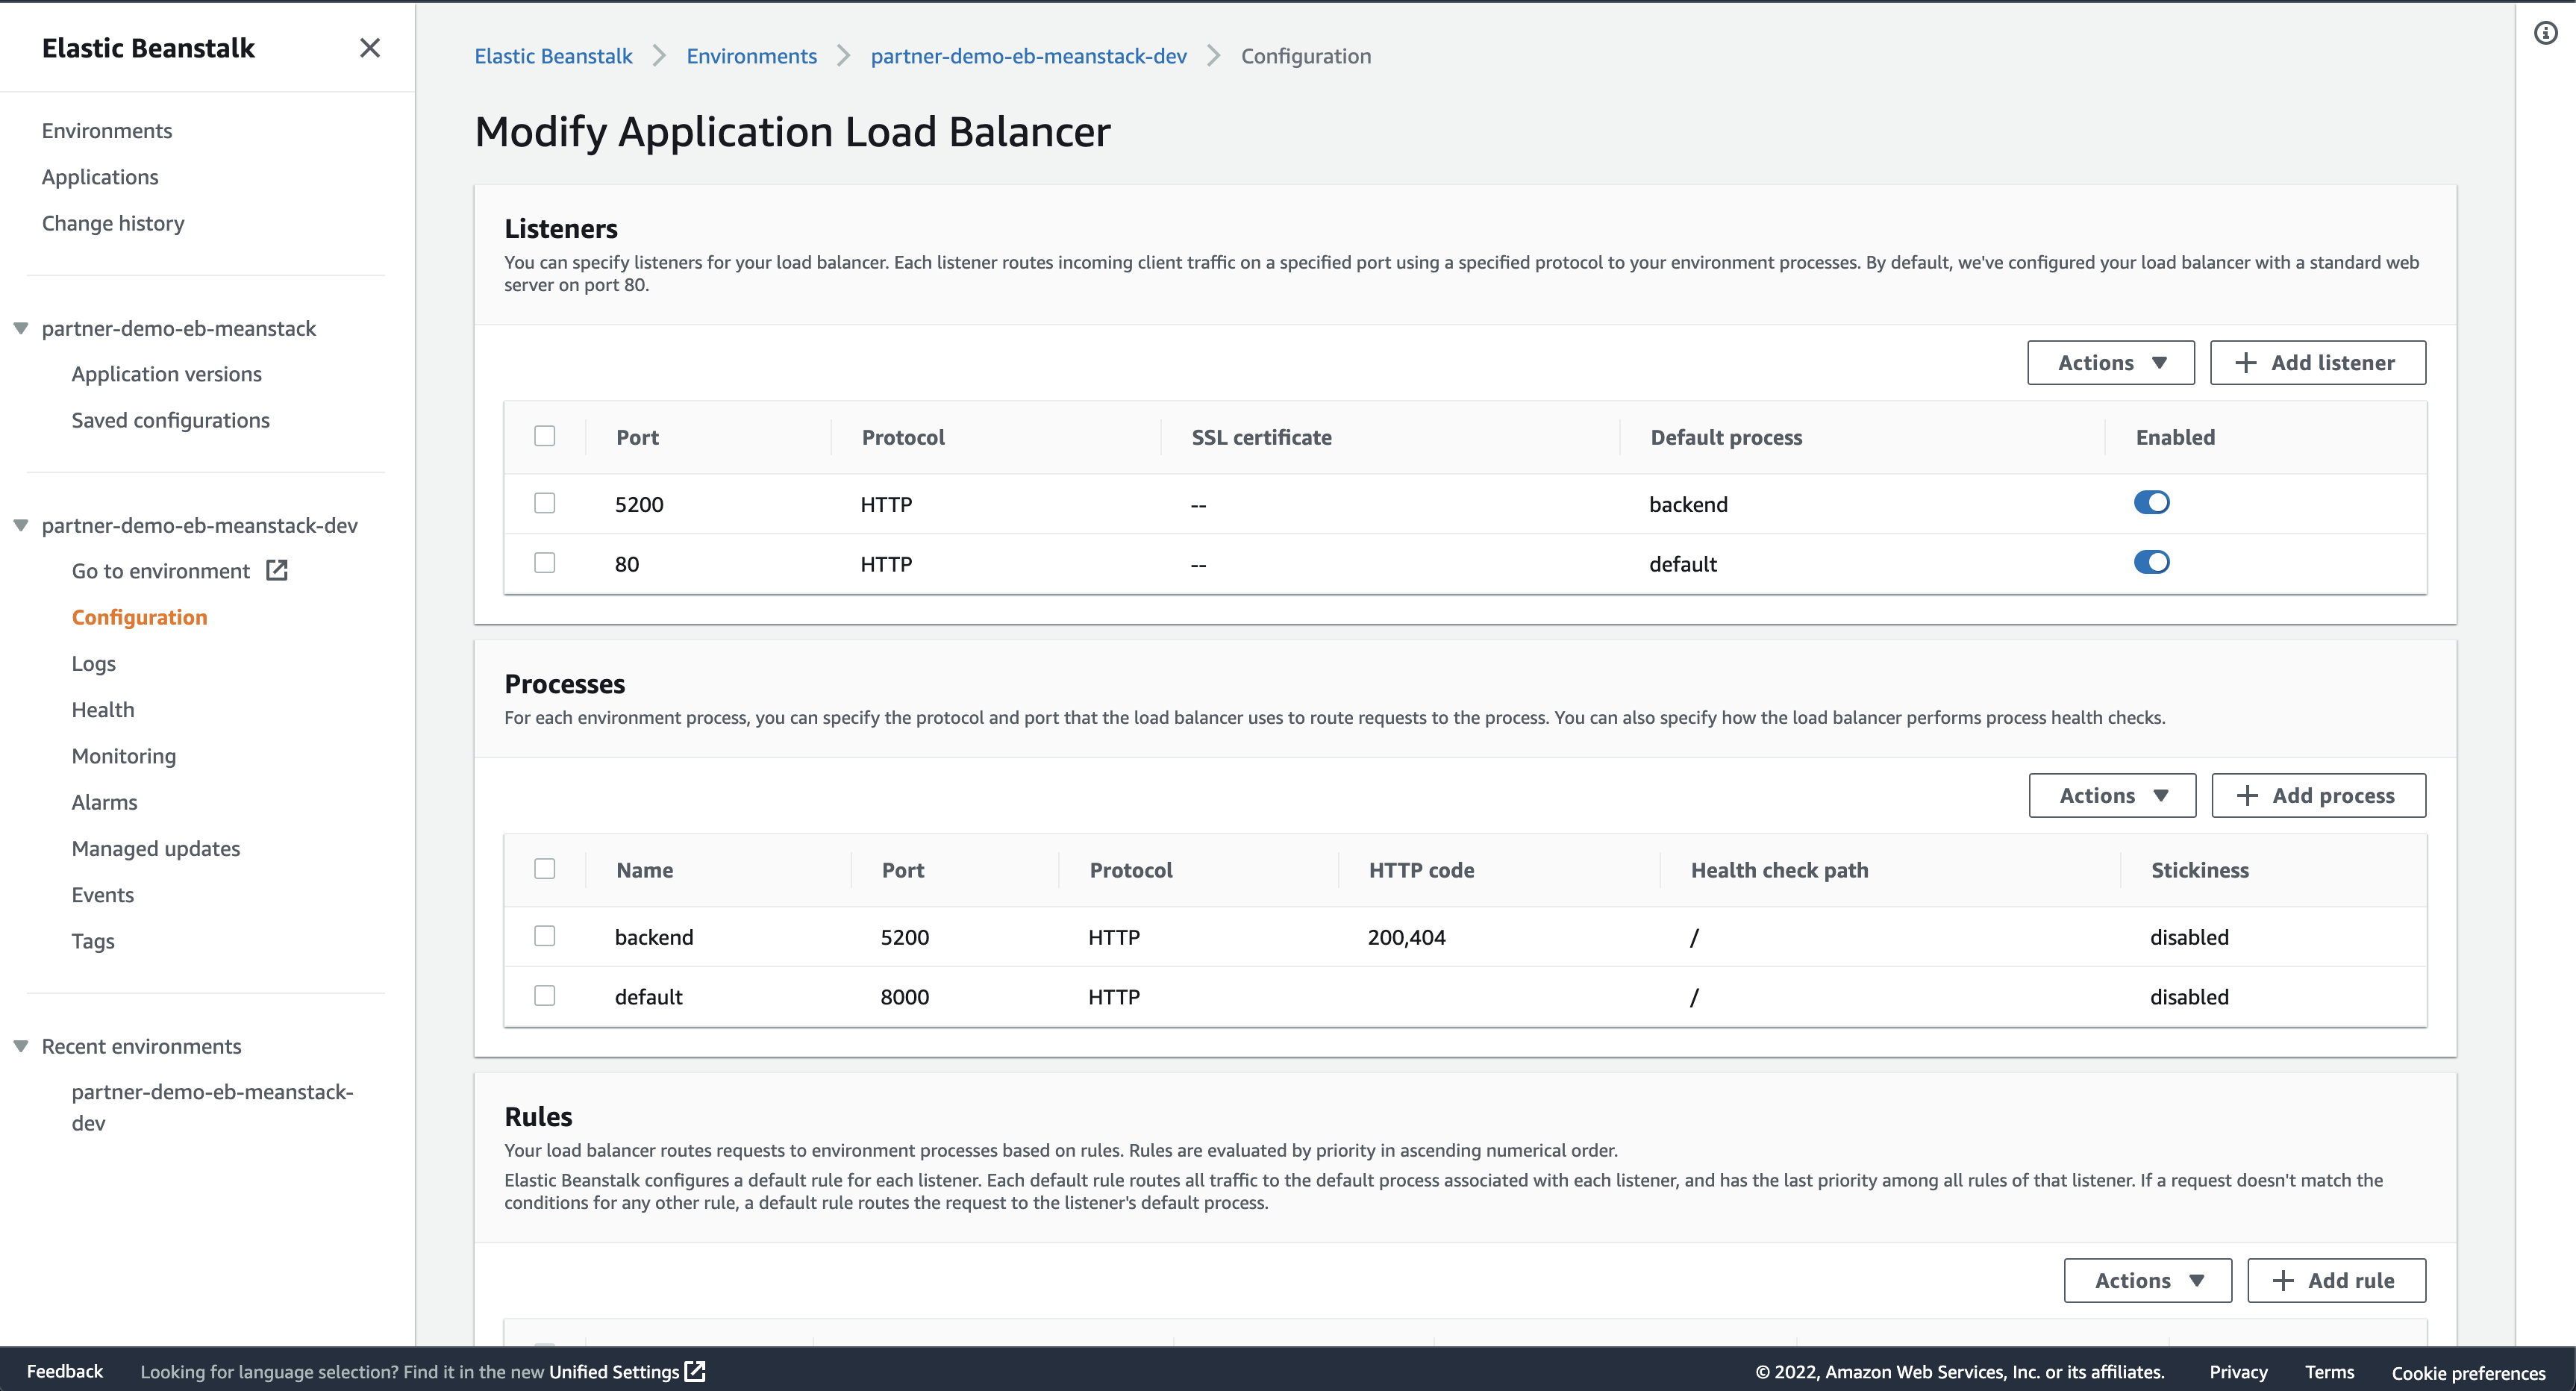 Elastic Beanstalk
Environments
Applications
Change history
partner-demo-eb-meanstack
Application versions
Saved configurations
partner-demo-eb-meanstack-dev
Go to environment
Configuration
Logs
Health
Monitoring
Alarms
Managed updates
Events
Tags
Recent environments
partner-demo-eb-meanstack-
dev
Elastic Beanstalk Environments partner-demo-eb-meanstack-dev Configuration
Modify Application Load Balancer
Listeners
You can specify listeners for your load balancer. Each listener routes incoming client traffic on a specified port using a specified protocol to your environment processes. By default, we've configured your load balancer with a standard web
server on port 80.
Actions Add listener
Port Protocol SSL certificate Default process Enabled
5200 HTTP -- backend
80 HTTP -- default
Processes
For each environment process, you can specify the protocol and port that the load balancer uses to route requests to the process. You can also specify how the load balancer performs process health checks.
Actions Add process
Name Port Protocol HTTP code Health check path Stickiness
backend 5200 HTTP 200,404 / disabled
default 8000 HTTP / disabled
Rules
Your load balancer routes requests to environment processes based on rules. Rules are evaluated by priority in ascending numerical order.
Elastic Beanstalk configures a default rule for each listener. Each default rule routes all traffic to the default process associated with each listener, and has the last priority among all rules of that listener. If a request doesn't match the
conditions for any other rule, a default rule routes the request to the listener's default process.
Actions Add rule
Feedback Looking for language selection? Find it in the new Unified Settings © 2022, Amazon Web Services, Inc. or its affiliates. Privacy Terms Cookie preferences